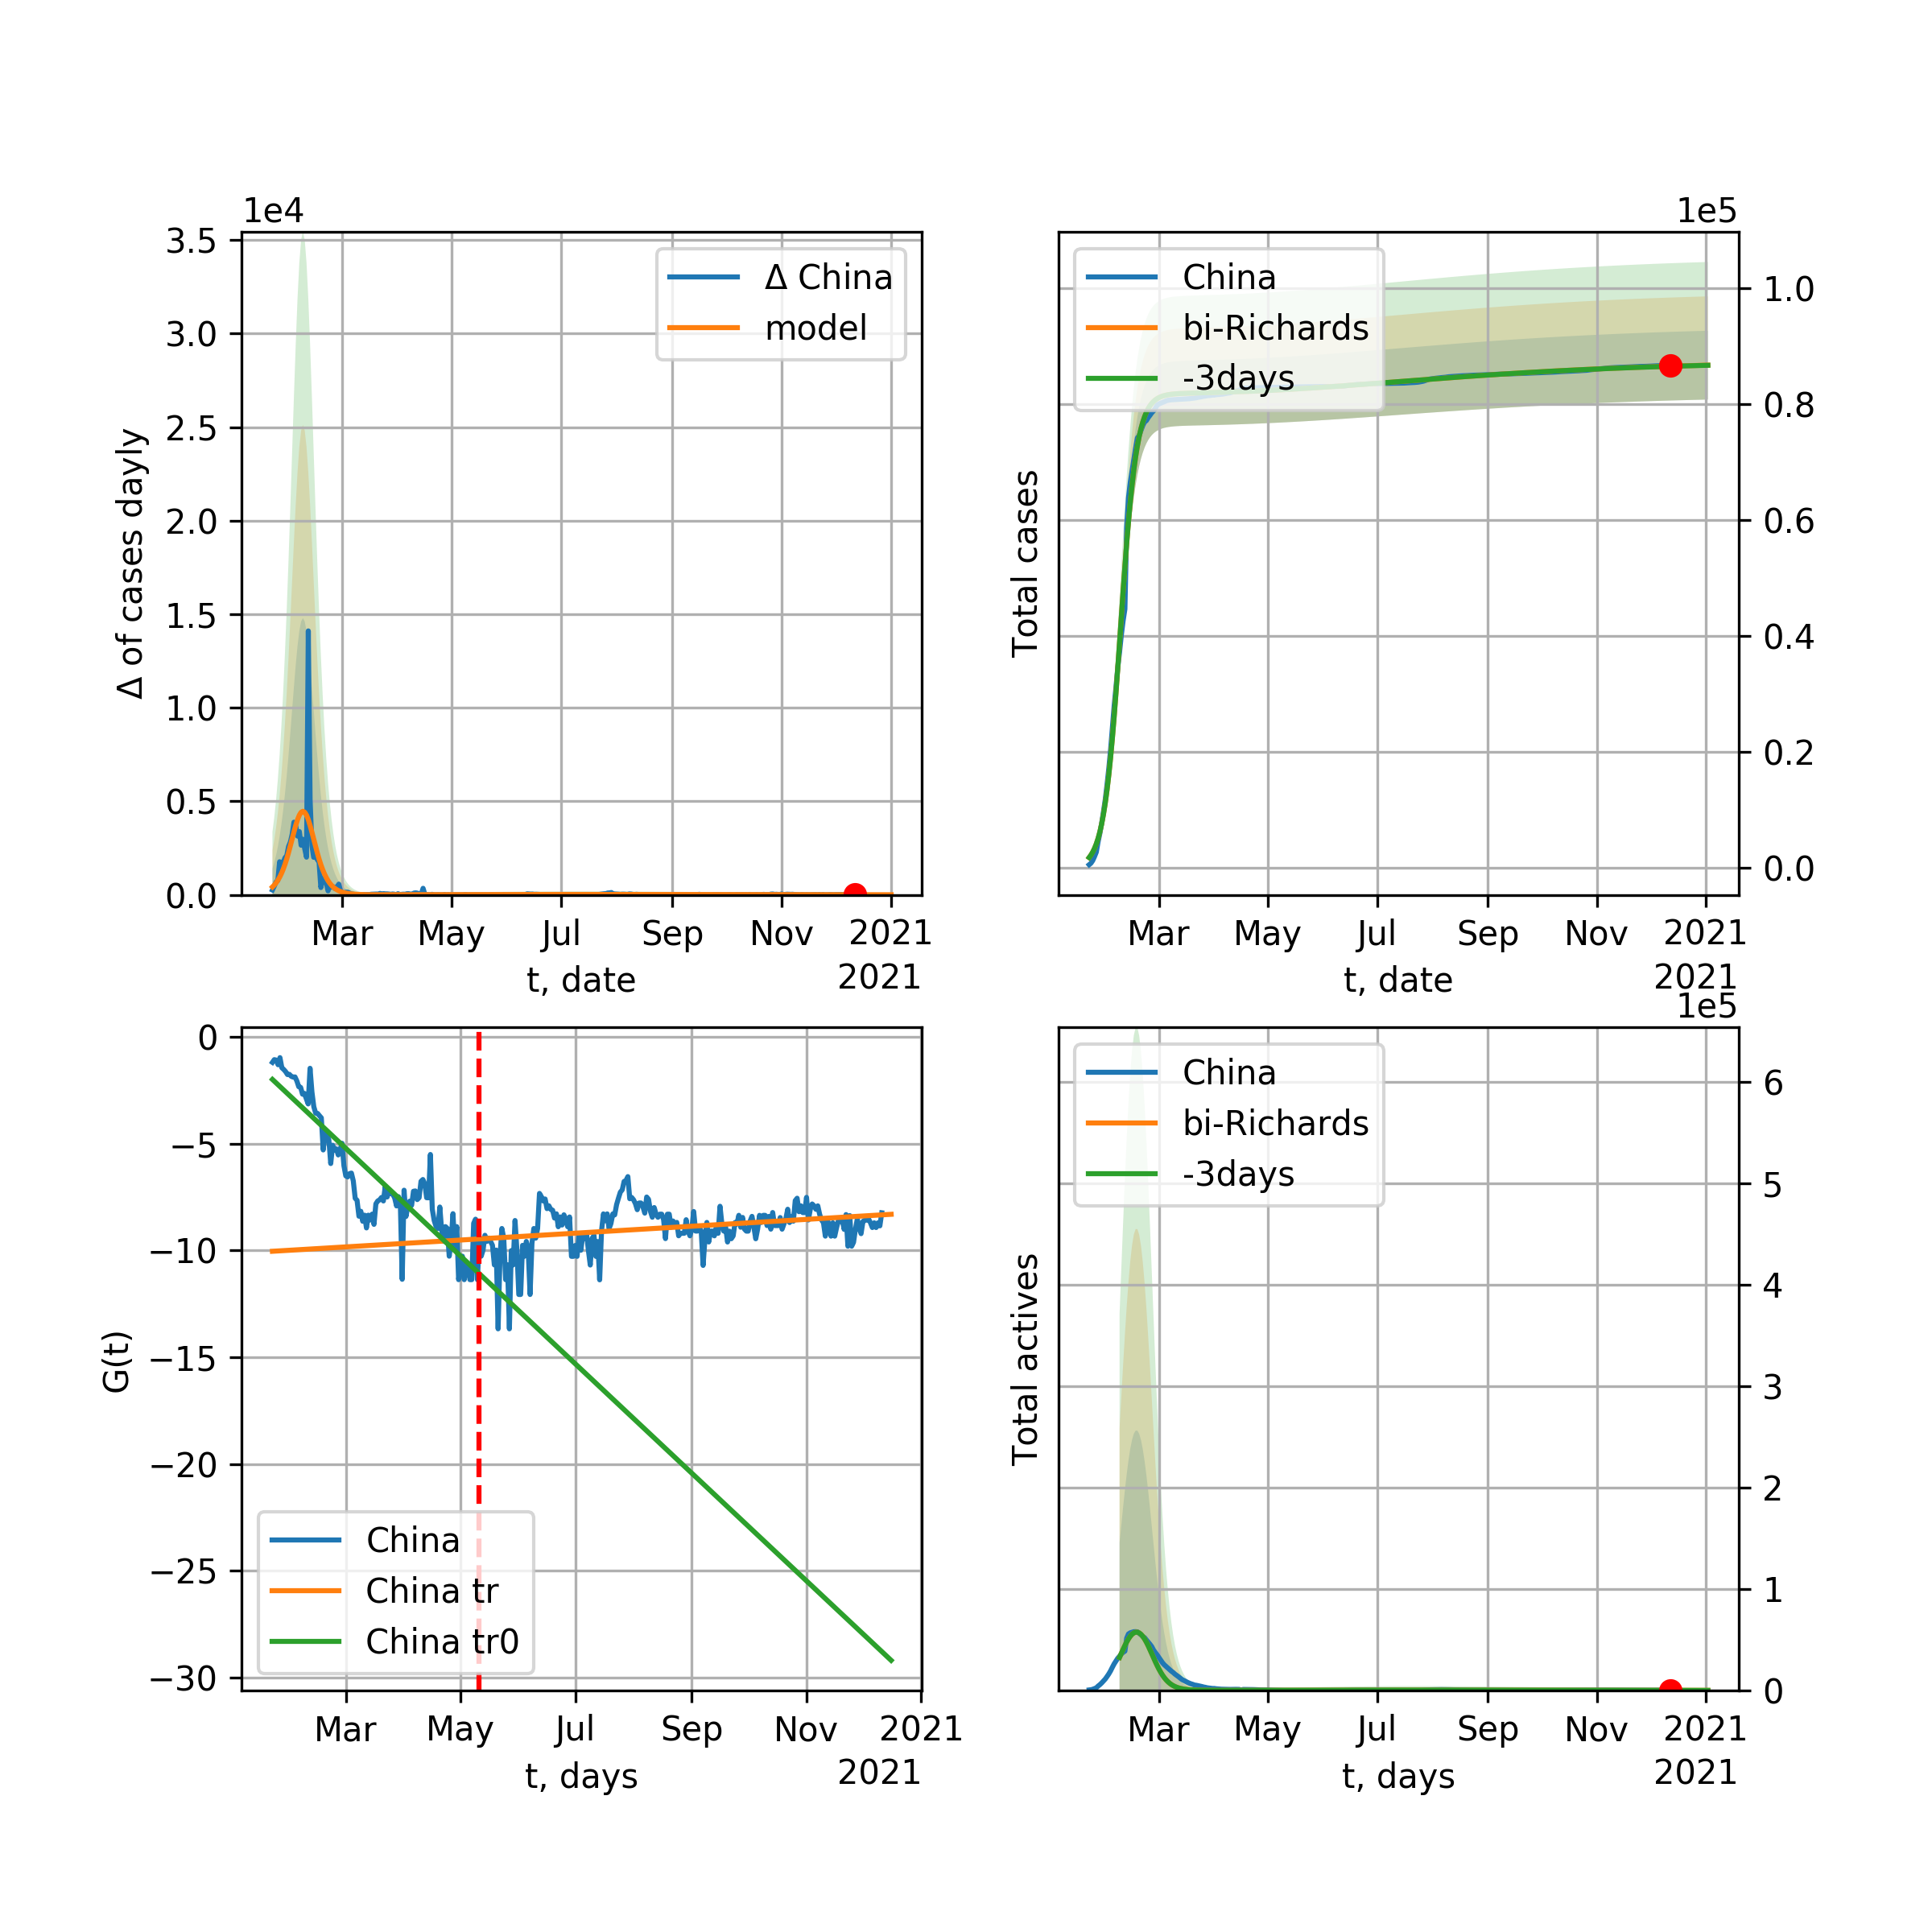 1e4
3.5
3.0
2.5
2.0
1.5
1.0
0.5
0.0
Δ of cases dayly
Δ China
model
Mar May Jul Sep Nov 2021
t, date
2021
1e5
China
bi-Richards
-3days
Total cases
1.0
0.8
0.6
0.4
0.2
0.0
Mar May Jul Sep Nov 2021
t, date
2021
0
−5
−10
−15
−20
−25
−30
G(t)
China
China tr
China tr0
Mar May Jul Sep Nov 2021
t, days
2021
1e5
China
bi-Richards
-3days
Total actives
6
5
4
3
2
1
0
Mar May Jul Sep Nov 2021
t, days
2021